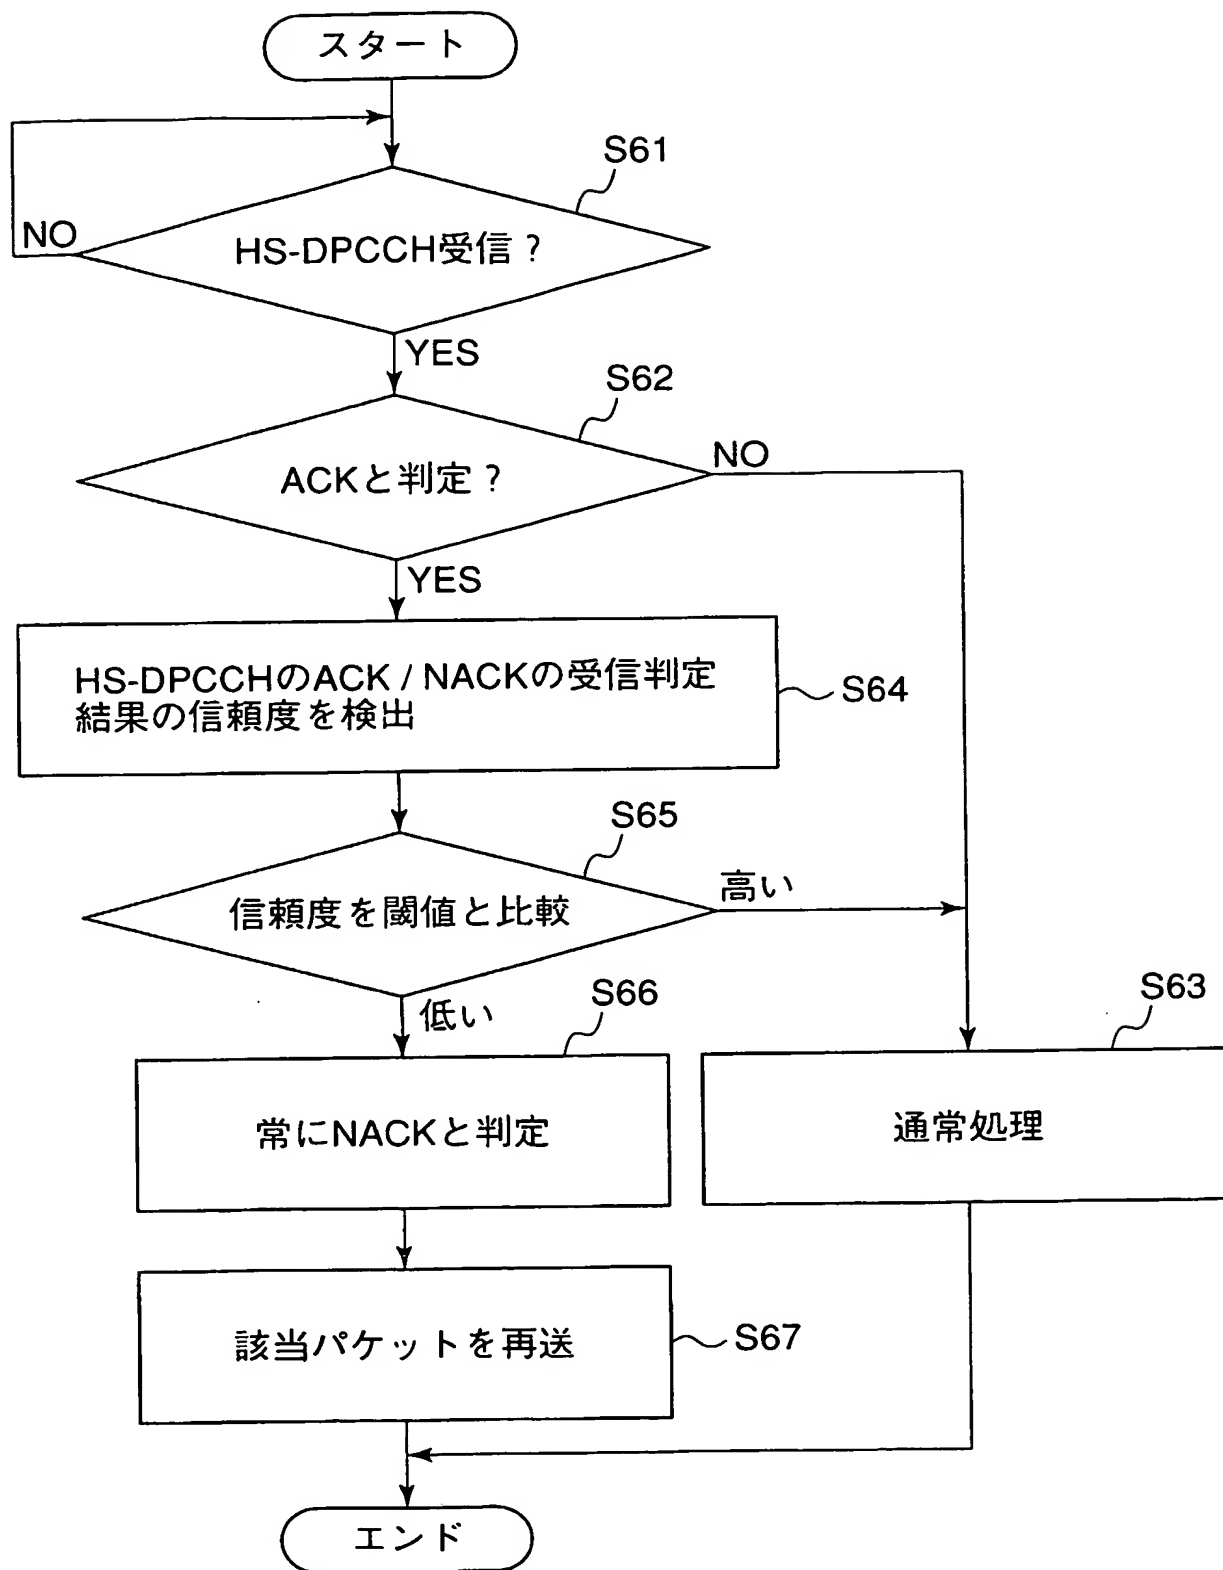 スタート
S61
NO
HS-DPCCH受信?
YES
S62
NO
ACKと判定?
YES
HS-DPCCHのACK / NACKの受信判定
結果の信頼度を検出
S64
S65
高い
信頼度を閾値と比較
低い
S66
S63
常にNACKと判定
通常処理
該当パケットを再送
S67
エンド